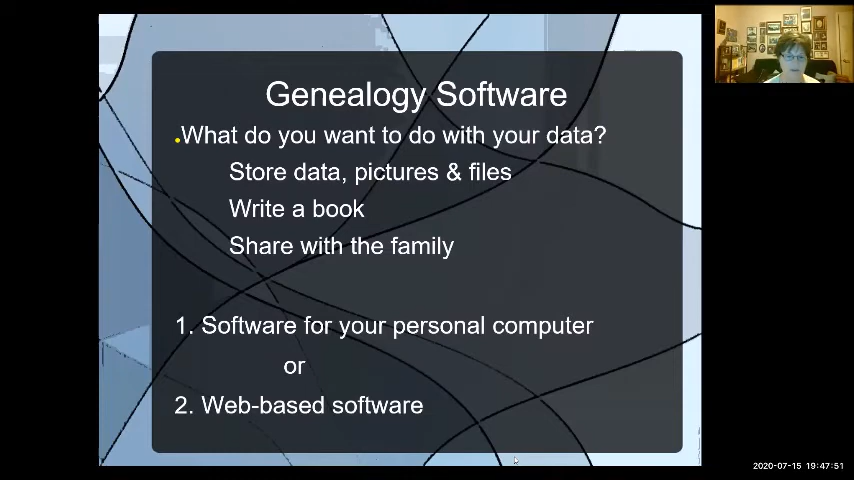 Genealogy Software
•What do you want to do with your data?
Store data, pictures & files
Write a book
Share with the family
1. Software for your personal computer
or
2. Web-based software
2020-07-15 19:47:51